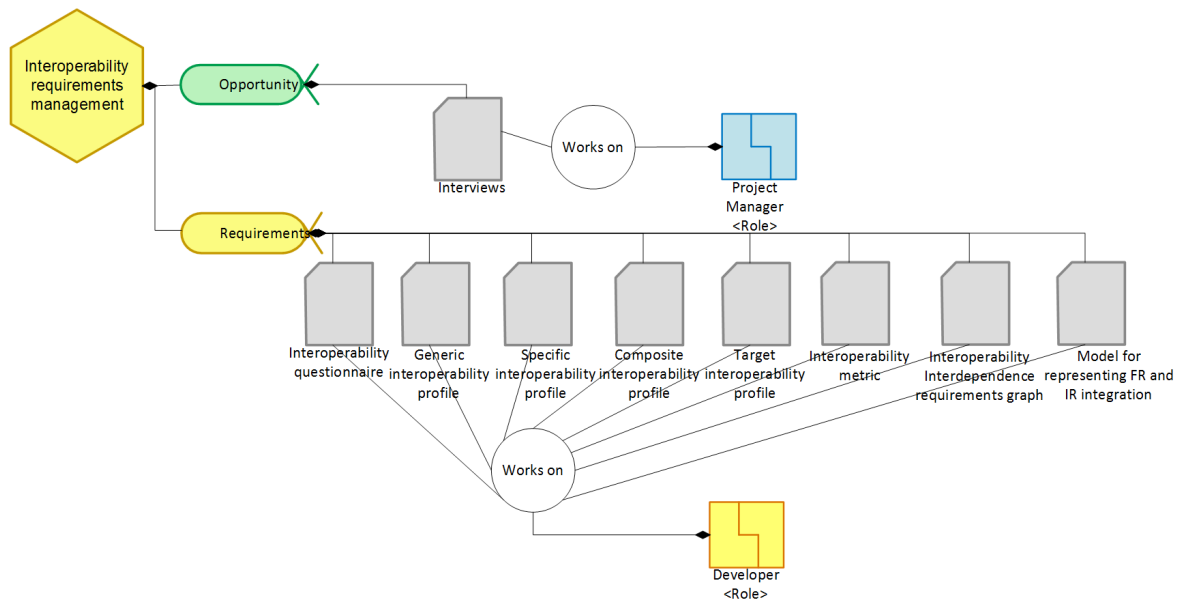 Interoperability
requirements
management
Opportunity
Interviews
Works on
Project
Manager
<Role>
Requirements
Interoperability
questionnaire
Generic
interoperability
profile
Specific
interoperability
profile
Composite
interoperability
profile
Target
interoperability
profile
Interoperability
metric
Interoperability
Interdependence
requirements graph
Model for
representing FR and
IR integration
Works on
Developer
<Role>